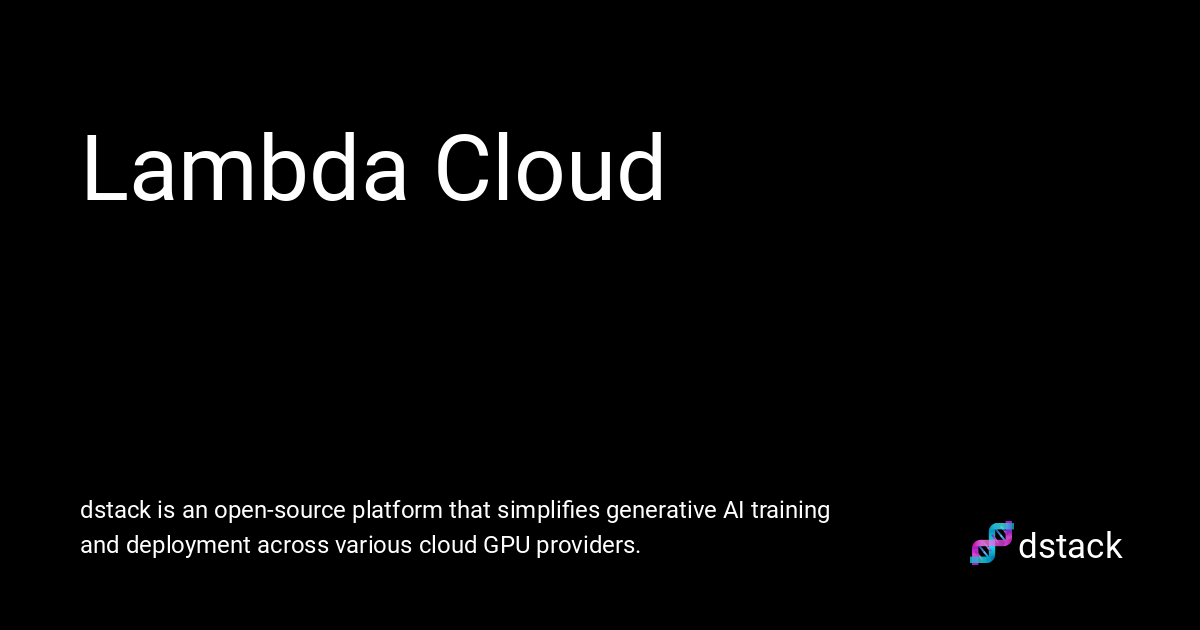 Lambda Cloud
dstack is an open-source platform that simplifies generative AI training
and deployment across various cloud GPU providers.
dstack